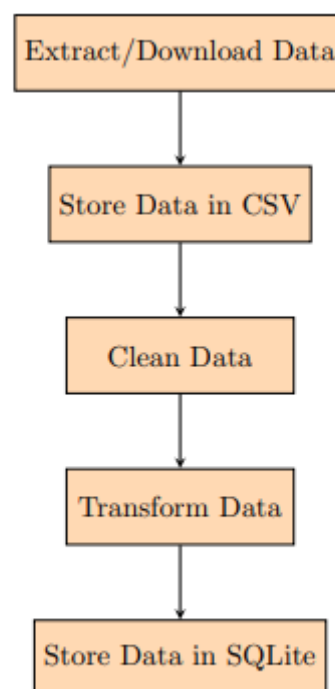 Extract/Download Data
Store Data in CSV
Clean Data
Transform Data
Store Data in SQLite